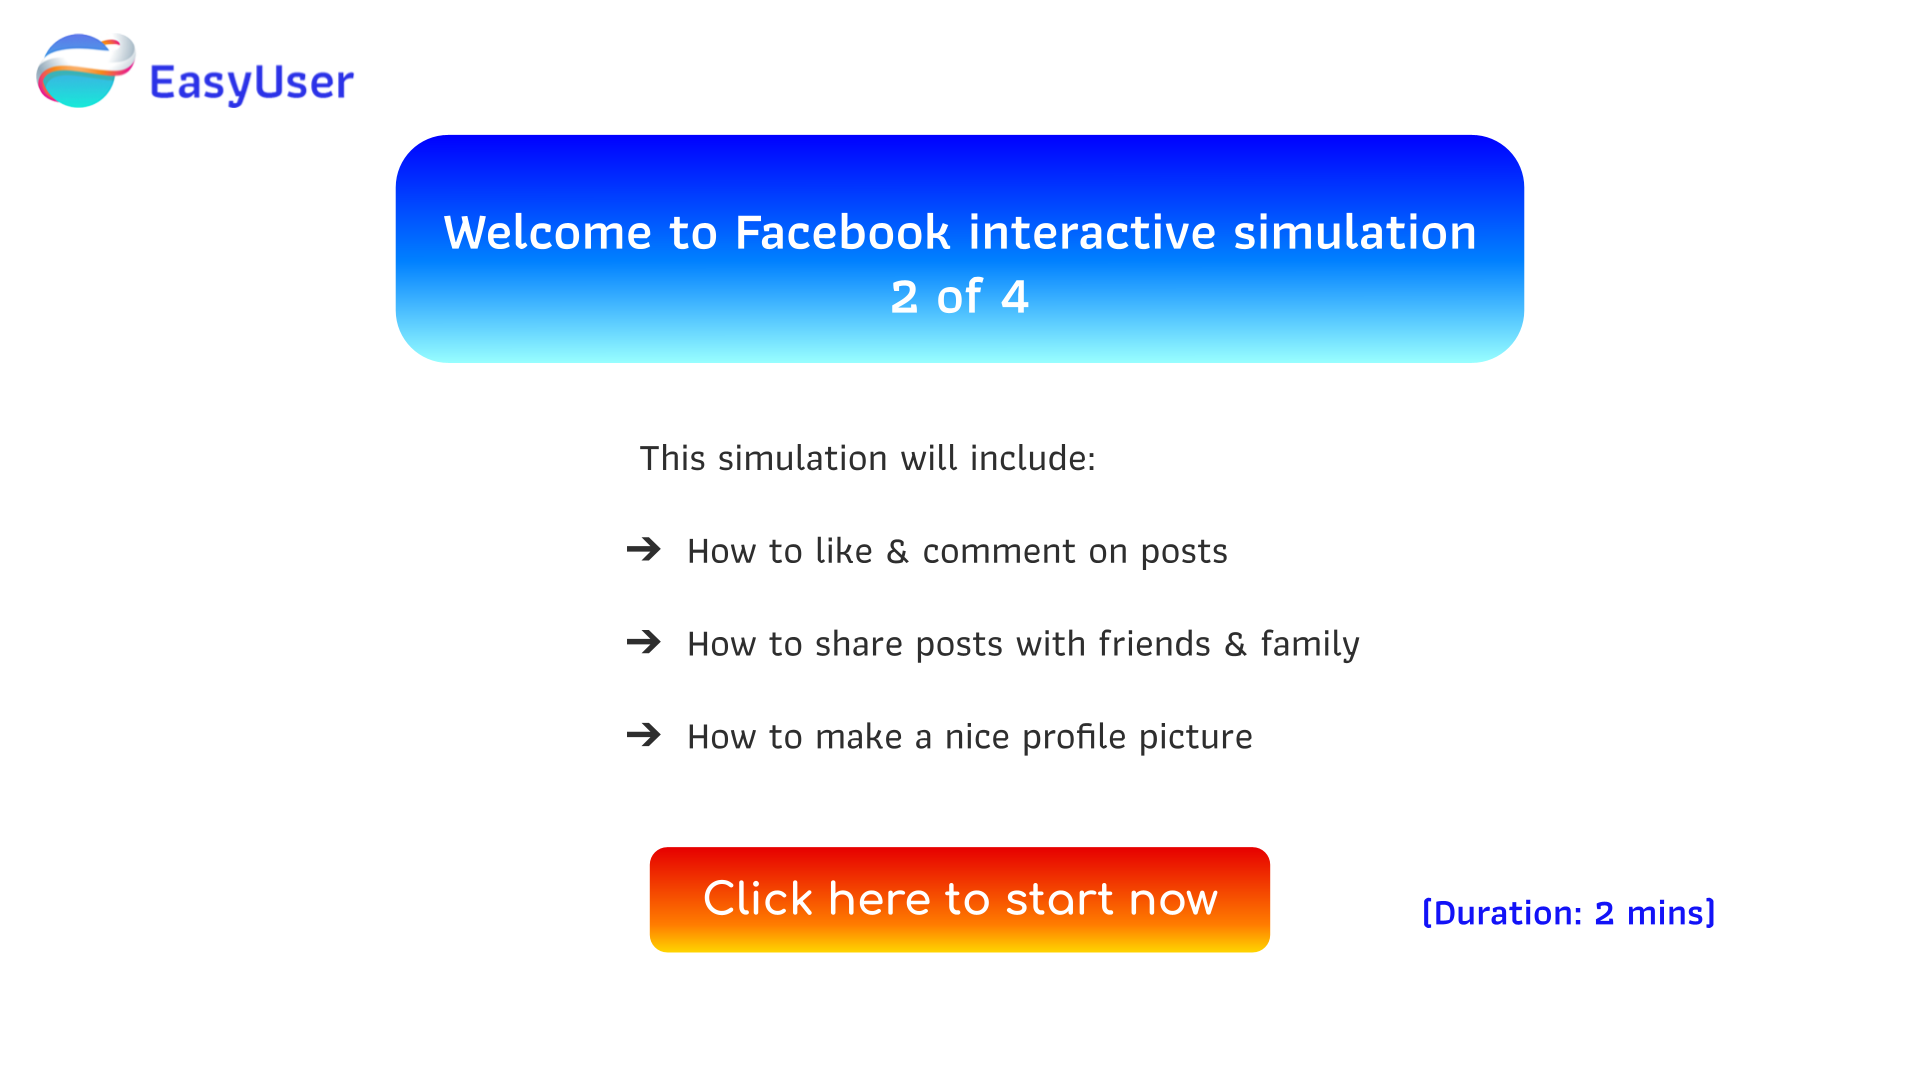 EasyUser
Welcome to Facebook interactive simulation
2 of 4
This simulation will include:
➔ How to like & comment on posts
➔ How to share posts with friends & family
➔ How to make a nice profile picture
Click here to start now
(Duration: 2 mins)